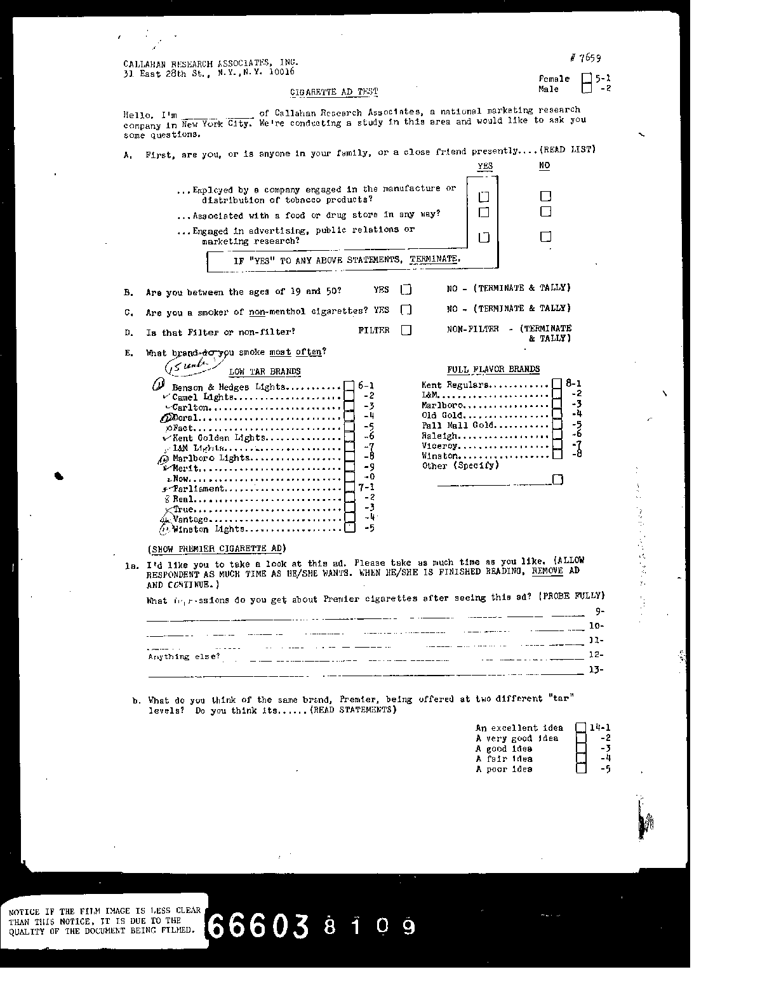 # 7659
CALLAHAN RESEARCH ASSOCIATES, INC.
31 East 28th St., N.Y., N.Y. 10016
Female 5-1
Male -2
CIGARETTE AD TEST
Hello. I'm ______ ______ of Callahan Research Associates, a national marketing research
company in New York City. We're conducting a study in this area and would like to ask you
some questions.
A. First, are you, or is anyone in your family, or a close friend presently....(READ LIST)
YES NO
...Employed by a company engaged in the manufacture or
distribution of tobacco products?
...Associated with a food or drug store in any way?
...Engaged in advertising, public relations or
marketing research?
IF "YES" TO ANY ABOVE STATEMENTS, TERMINATE.
B. Are you between the ages of 19 and 50? YES NO - (TERMINATE & TALLY)
C. Are you a smoker of non-menthol cigarettes? YES NO - (TERMINATE & TALLY)
D. Is that Filter or non-filter? FILTER NON-FILTER - (TERMINATE
& TALLY)
E. What brand do you smoke most often?
LOW TAR BRANDS
Benson & Hedges Lights........... 6-1
Camel Lights..................... -2
Carlton.......................... -3
Doral............................ -4
Fact............................. -5
Kent Golden Lights............... -6
L&M Lights....................... -7
Marlboro Lights.................. -8
Merit............................ -9
Now.............................. -0
Parliament....................... 7-1
Real............................. -2
True............................. -3
Vantage.......................... -4
Winston Lights................... -5
FULL FLAVOR BRANDS
Kent Regulars........... 8-1
L&M..................... -2
Marlboro................ -3
Old Gold................ -4
Pall Mall Gold.......... -5
Raleigh................. -6
Viceroy................. -7
Winston................. -8
Other (Specify)
(SHOW PREMIER CIGARETTE AD)
1a. I'd like you to take a look at this ad. Please take as much time as you like. (ALLOW
RESPONDENT AS MUCH TIME AS HE/SHE WANTS. WHEN HE/SHE IS FINISHED READING, REMOVE AD
AND CONTINUE.)
What impressions do you get about Premier cigarettes after seeing this ad? (PROBE FULLY)
9-
10-
11-
Anything else? 12-
13-
b. What do you think of the same brand, Premier, being offered at two different "tar"
levels? Do you think its......(READ STATEMENTS)
An excellent idea 14-1
A very good idea -2
A good idea -3
A fair idea -4
A poor idea -5
NOTICE IF THE FILM IMAGE IS LESS CLEAR
THAN THIS NOTICE, IT IS DUE TO THE
QUALITY OF THE DOCUMENT BEING FILMED.
66603 8109